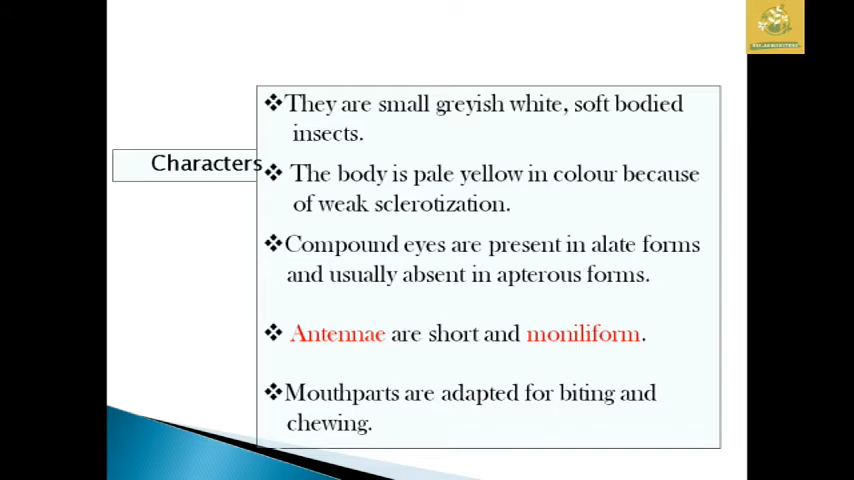 Characters
❖They are small greyish white, soft bodied
insects.
❖ The body is pale yellow in colour because
of weak sclerotization.
❖Compound eyes are present in alate forms
and usually absent in apterous forms.
❖ Antennae are short and moniliform.
❖Mouthparts are adapted for biting and
chewing.